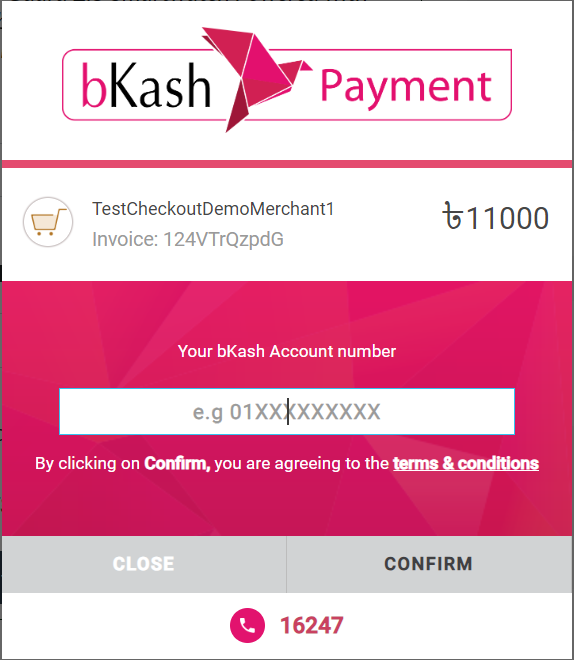 bKash Payment
TestCheckoutDemoMerchant1
৳11000
Invoice: 124VTrQzpdG
Your bKash Account number
e.g 01XXXXXXXXX
By clicking on Confirm, you are agreeing to the terms & conditions
CLOSE CONFIRM
16247